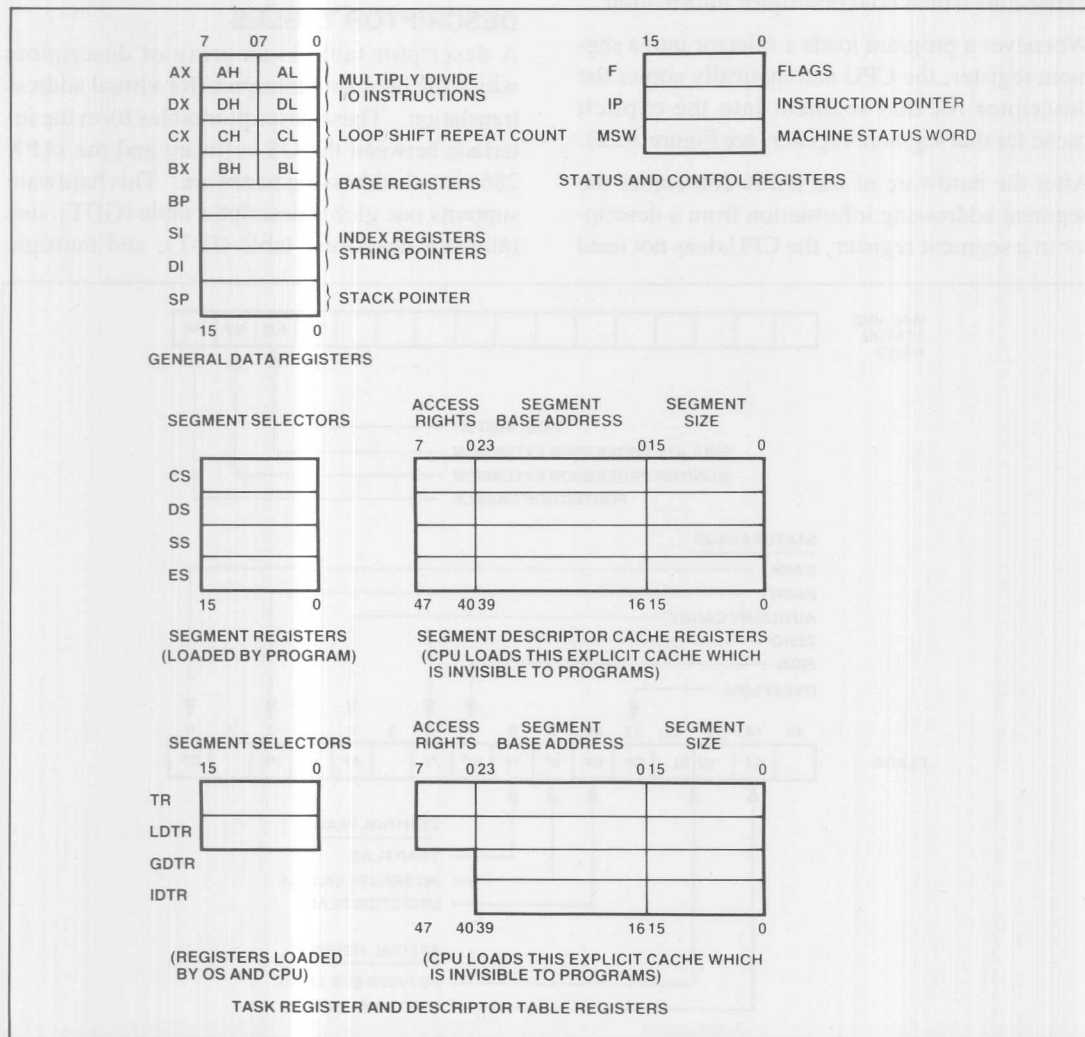 7 07 0
AX AH AL
DX DH DL
CX CH CL
BX BH BL
BP
SI
DI
SP
15 0
MULTIPLY DIVIDE
I/O INSTRUCTIONS
LOOP SHIFT REPEAT COUNT
BASE REGISTERS
INDEX REGISTERS
STRING POINTERS
STACK POINTER
GENERAL DATA REGISTERS
15 0
F FLAGS
IP INSTRUCTION POINTER
MSW MACHINE STATUS WORD
STATUS AND CONTROL REGISTERS
SEGMENT SELECTORS
CS
DS
SS
ES
15 0
SEGMENT REGISTERS
(LOADED BY PROGRAM)
ACCESS SEGMENT SEGMENT
RIGHTS BASE ADDRESS SIZE
7 0 23 0 15 0
47 40 39 16 15 0
SEGMENT DESCRIPTOR CACHE REGISTERS
(CPU LOADS THIS EXPLICIT CACHE WHICH
IS INVISIBLE TO PROGRAMS)
SEGMENT SELECTORS
15 0
TR
LDTR
GDTR
IDTR
(REGISTERS LOADED
BY OS AND CPU)
ACCESS SEGMENT SEGMENT
RIGHTS BASE ADDRESS SIZE
7 0 23 0 15 0
47 40 39 16 15 0
(CPU LOADS THIS EXPLICIT CACHE WHICH
IS INVISIBLE TO PROGRAMS)
TASK REGISTER AND DESCRIPTOR TABLE REGISTERS